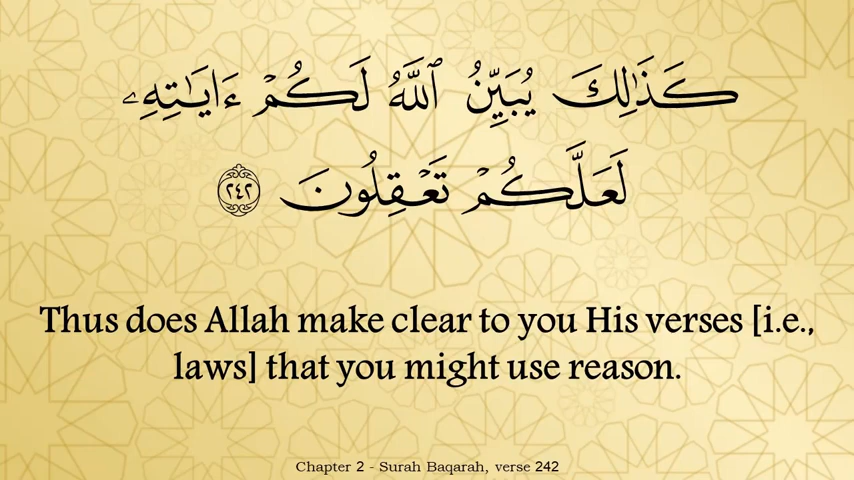 كَذَٰلِكَ يُبَيِّنُ ٱللَّهُ لَكُمْ ءَايَـٰتِهِۦ
لَعَلَّكُمْ تَعْقِلُونَ ٢٤٢
Thus does Allah make clear to you His verses [i.e.,
laws] that you might use reason.
Chapter 2 - Surah Baqarah, verse 242